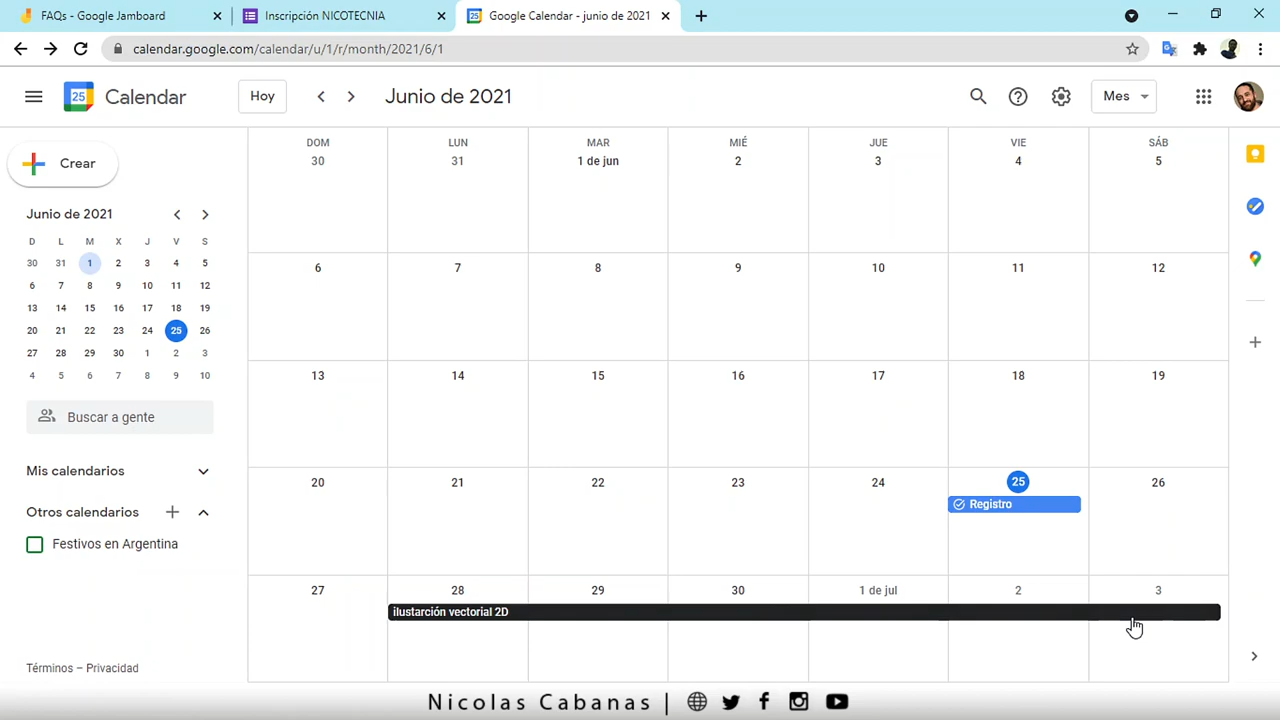 FAQs - Google Jamboard
Inscripción NICOTECNIA
Google Calendar - junio de 2021
calendar.google.com/calendar/u/1/r/month/2021/6/1
25 Calendar
Hoy
Junio de 2021
Mes
Crear
Junio de 2021
D L M X J V S
30 31 1 2 3 4 5
6 7 8 9 10 11 12
13 14 15 16 17 18 19
20 21 22 23 24 25 26
27 28 29 30 1 2 3
4 5 6 7 8 9 10
Buscar a gente
Mis calendarios
Otros calendarios
Festivos en Argentina
Términos – Privacidad
DOM LUN MAR MIÉ JUE VIE SÁB
30 31 1 de jun 2 3 4 5
6 7 8 9 10 11 12
13 14 15 16 17 18 19
20 21 22 23 24 25 26
Registro
27 28 29 30 1 de jul 2 3
ilustarción vectorial 2D
Nicolas Cabanas |